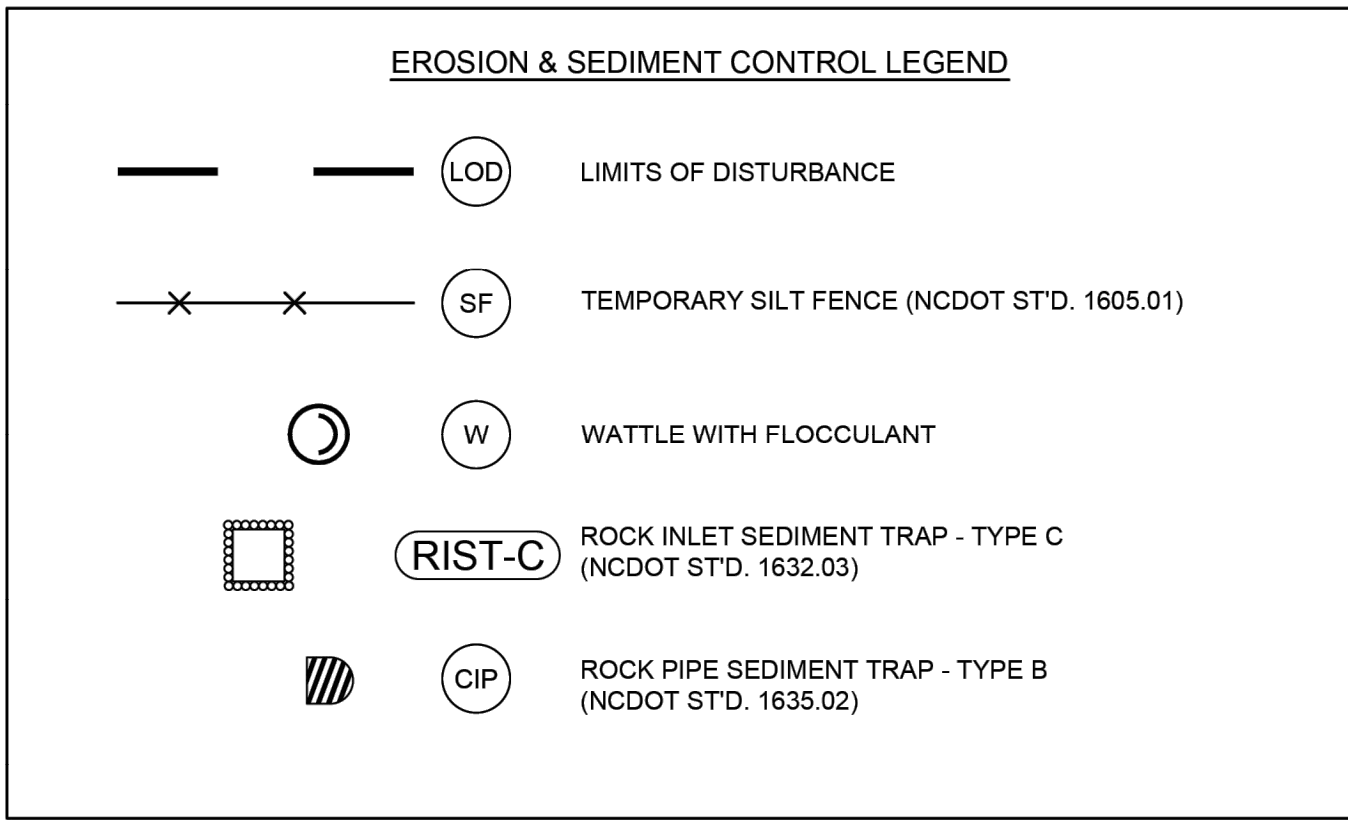 EROSION & SEDIMENT CONTROL LEGEND
LOD LIMITS OF DISTURBANCE
SF TEMPORARY SILT FENCE (NCDOT ST'D. 1605.01)
W WATTLE WITH FLOCCULANT
RIST-C ROCK INLET SEDIMENT TRAP - TYPE C
(NCDOT ST'D. 1632.03)
CIP ROCK PIPE SEDIMENT TRAP - TYPE B
(NCDOT ST'D. 1635.02)